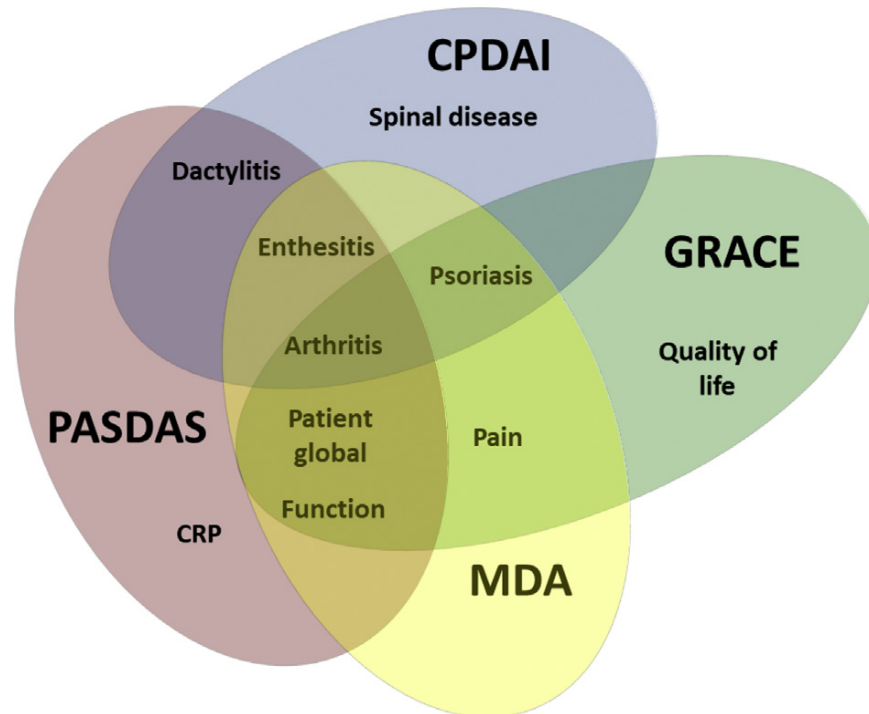 CPDAI
Spinal disease
Dactylitis
Enthesitis
Psoriasis
GRACE
Arthritis
Quality of
life
PASDAS
Patient
global
Pain
Function
CRP
MDA